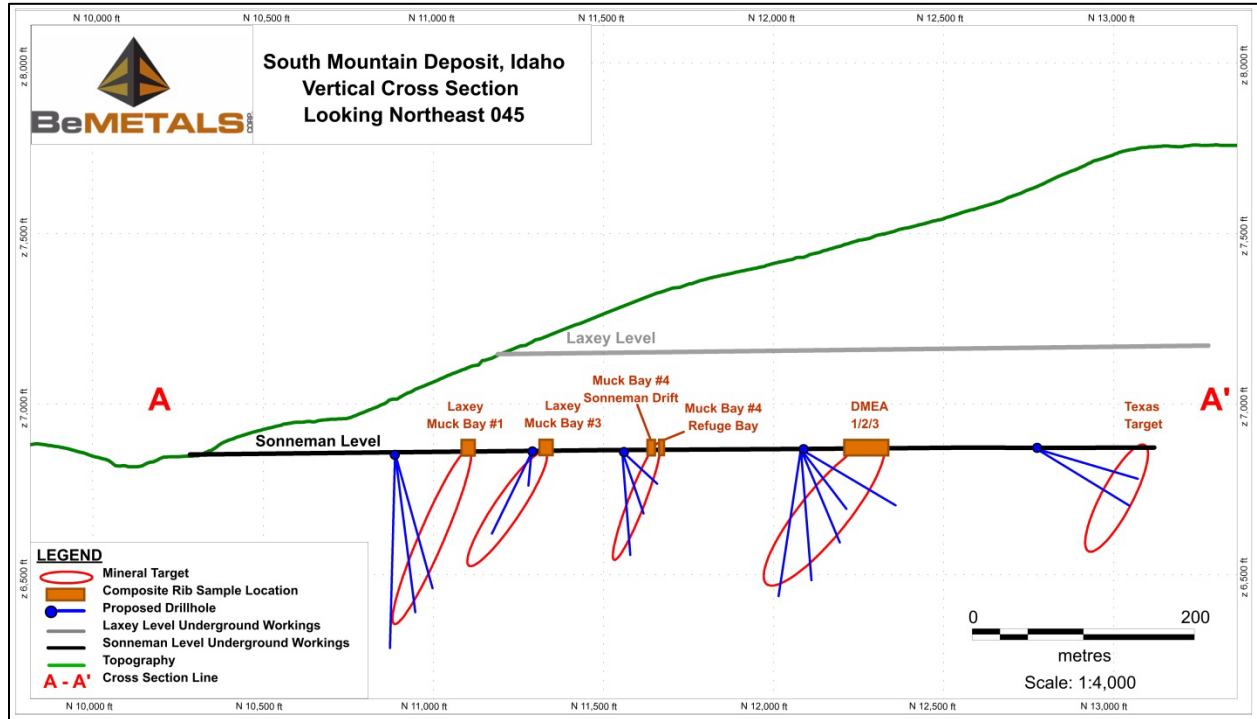 N 10,000 ft
N 10,500 ft
N 11,000 ft
N 11,500 ft
N 12,000 ft
N 12,500 ft
N 13,000 ft
BeMETALS CORP.
South Mountain Deposit, Idaho
Vertical Cross Section
Looking Northeast 045
z 8,000 ft
z 8,000 ft
z 7,500 ft
z 7,500 ft
Laxey Level
z 7,000 ft
z 7,000 ft
A
A'
Laxey
Muck Bay #1
Laxey
Muck Bay #3
Muck Bay #4
Sonneman Drift
Muck Bay #4
Refuge Bay
DMEA
1/2/3
Texas
Target
Sonneman Level
z 6,500 ft
z 6,500 ft
LEGEND
Mineral Target
Composite Rib Sample Location
Proposed Drillhole
Laxey Level Underground Workings
Sonneman Level Underground Workings
Topography
A - A' Cross Section Line
0 200
metres
Scale: 1:4,000
N 10,000 ft
N 10,500 ft
N 11,000 ft
N 11,500 ft
N 12,000 ft
N 12,500 ft
N 13,000 ft